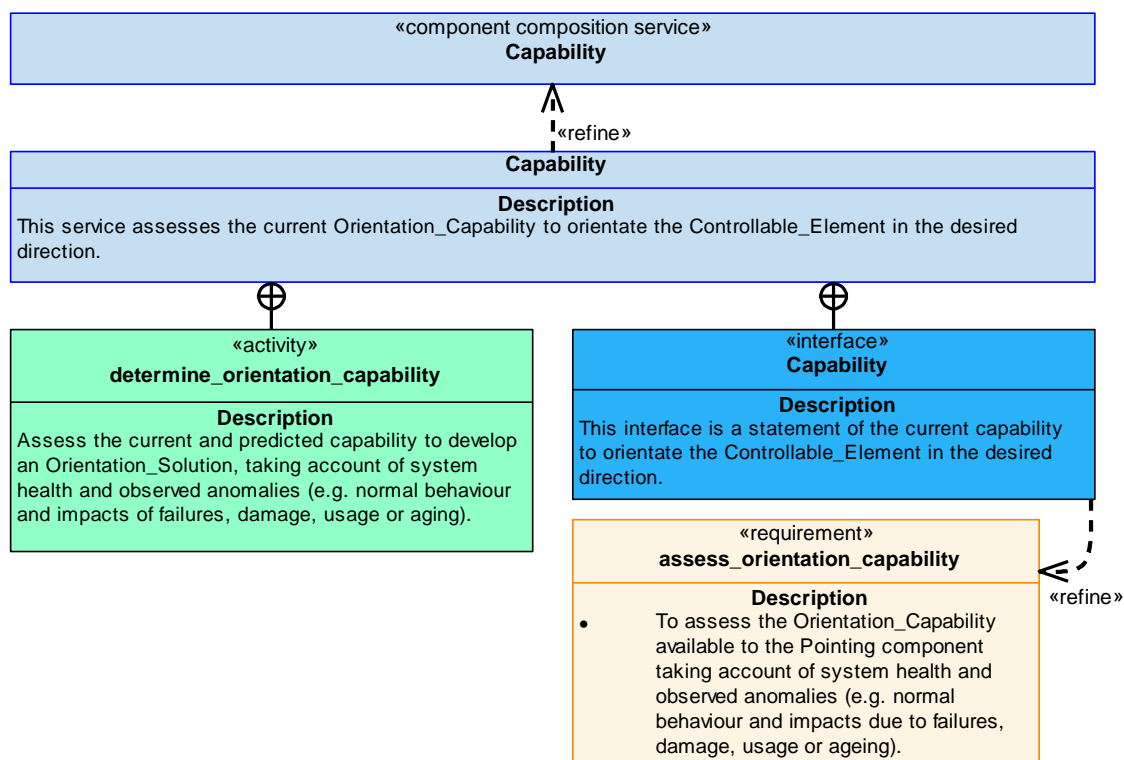 «component composition service»
Capability
«refine»
Capability
Description
This service assesses the current Orientation_Capability to orientate the Controllable_Element in the desired
direction.
«activity»
determine_orientation_capability
Description
Assess the current and predicted capability to develop
an Orientation_Solution, taking account of system
health and observed anomalies (e.g. normal behaviour
and impacts of failures, damage, usage or aging).
«interface»
Capability
Description
This interface is a statement of the current capability
to orientate the Controllable_Element in the desired
direction.
«refine»
«requirement»
assess_orientation_capability
Description
• To assess the Orientation_Capability
available to the Pointing component
taking account of system health and
observed anomalies (e.g. normal
behaviour and impacts due to failures,
damage, usage or ageing).